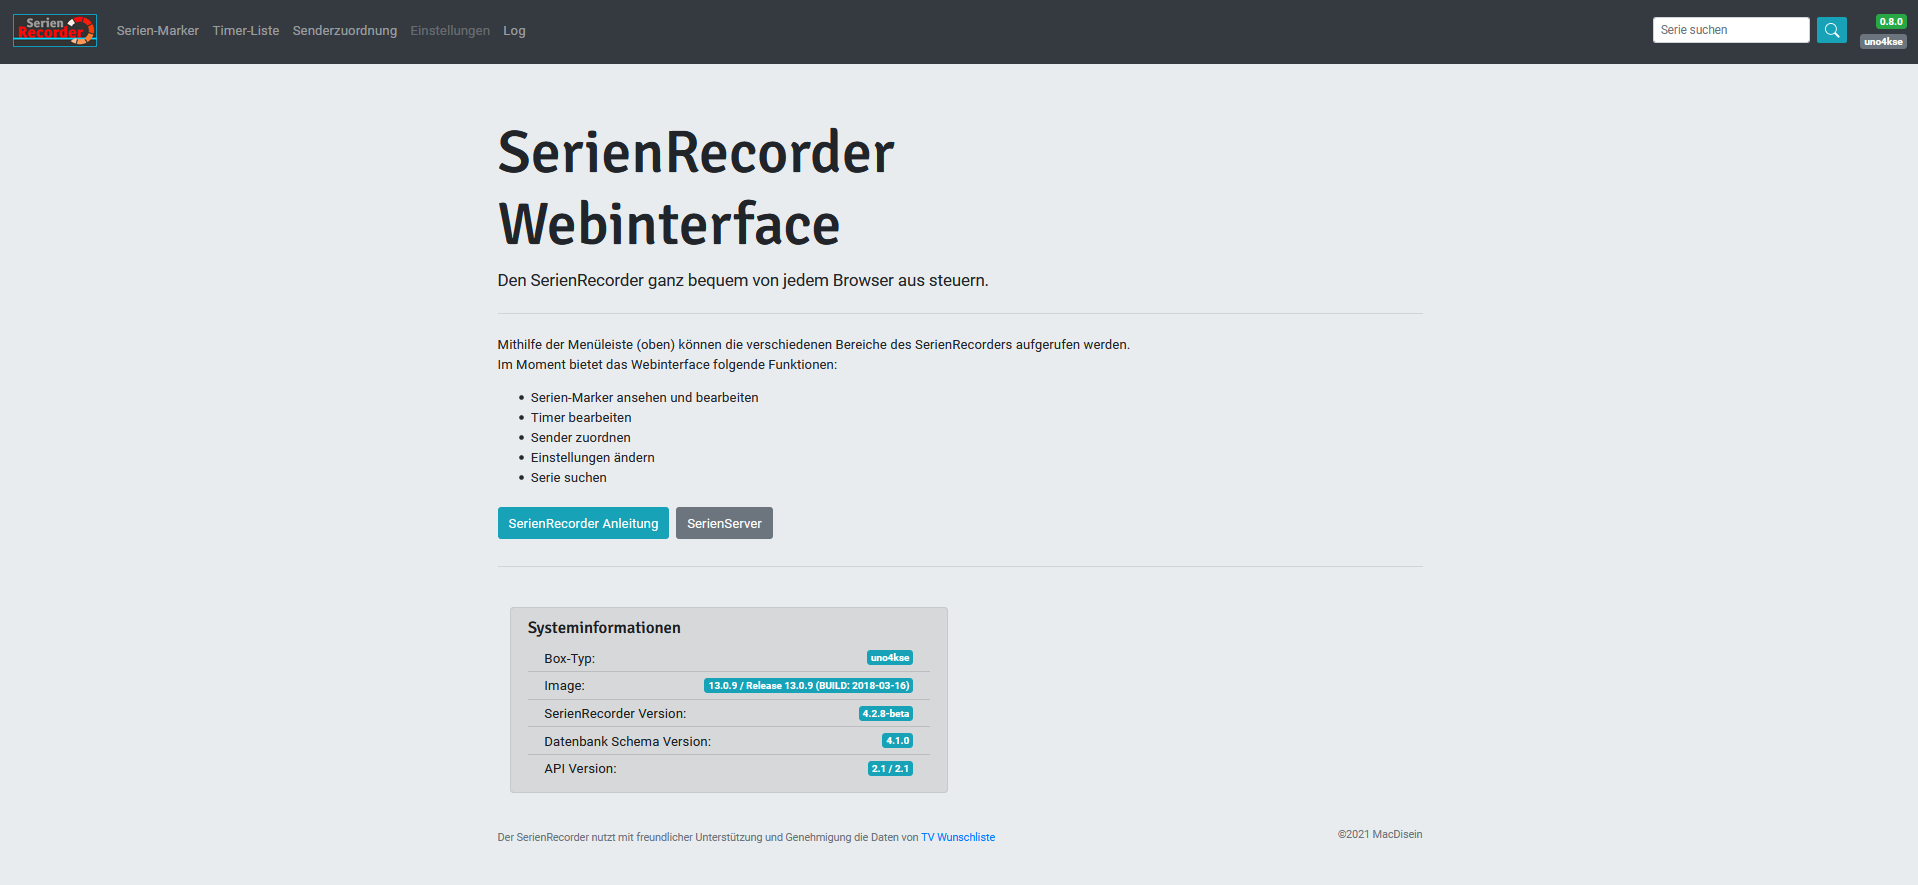 Serien
Recorder
Serien-Marker Timer-Liste Senderzuordnung Einstellungen Log
Serie suchen
0.8.0
uno4kse
SerienRecorder
Webinterface
Den SerienRecorder ganz bequem von jedem Browser aus steuern.
Mithilfe der Menüleiste (oben) können die verschiedenen Bereiche des SerienRecorders aufgerufen werden.
Im Moment bietet das Webinterface folgende Funktionen:
• Serien-Marker ansehen und bearbeiten
• Timer bearbeiten
• Sender zuordnen
• Einstellungen ändern
• Serie suchen
SerienRecorder Anleitung SerienServer
Systeminformationen
Box-Typ: uno4kse
Image: 13.0.9 / Release 13.0.9 (BUILD: 2018-03-16)
SerienRecorder Version: 4.2.8-beta
Datenbank Schema Version: 4.1.0
API Version: 2.1 / 2.1
Der SerienRecorder nutzt mit freundlicher Unterstützung und Genehmigung die Daten von TV Wunschliste
©2021 MacDisein